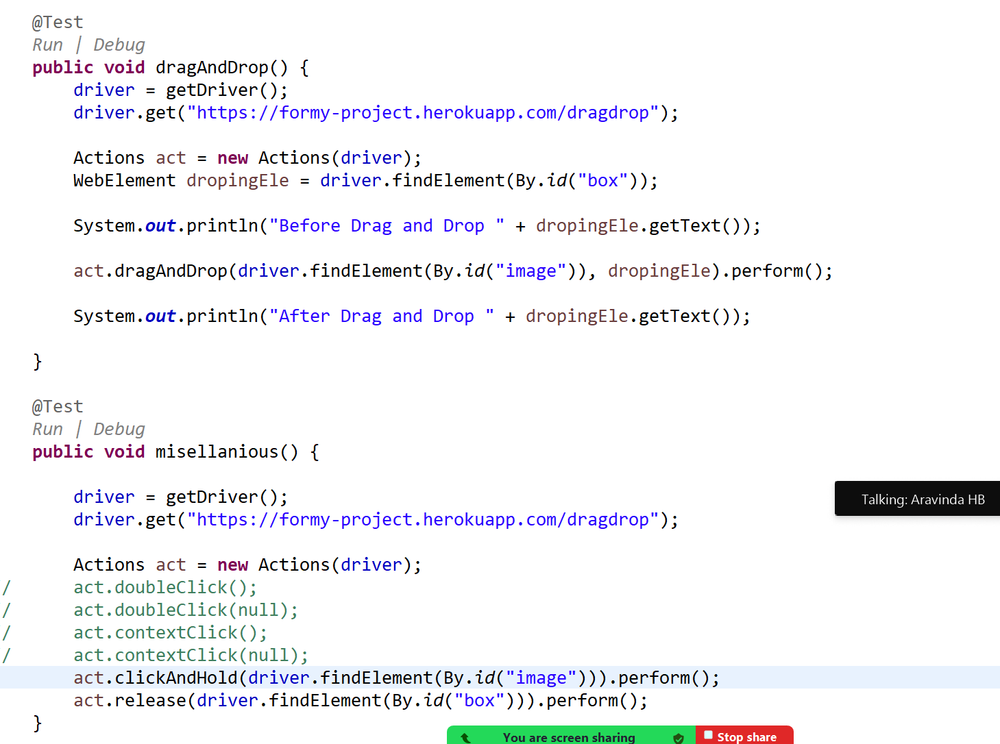 @Test
Run | Debug
public void dragAndDrop() {
driver = getDriver();
driver.get("https://formy-project.herokuapp.com/dragdrop");
Actions act = new Actions(driver);
WebElement dropingEle = driver.findElement(By.id("box"));
System.out.println("Before Drag and Drop " + dropingEle.getText());
act.dragAndDrop(driver.findElement(By.id("image")), dropingEle).perform();
System.out.println("After Drag and Drop " + dropingEle.getText());
}
@Test
Run | Debug
public void misellanious() {
driver = getDriver();
driver.get("https://formy-project.herokuapp.com/dragdrop");
Talking: Aravinda HB
Actions act = new Actions(driver);
/ act.doubleClick();
/ act.doubleClick(null);
/ act.contextClick();
/ act.contextClick(null);
act.clickAndHold(driver.findElement(By.id("image"))).perform();
act.release(driver.findElement(By.id("box"))).perform();
}
You are screen sharing Stop share